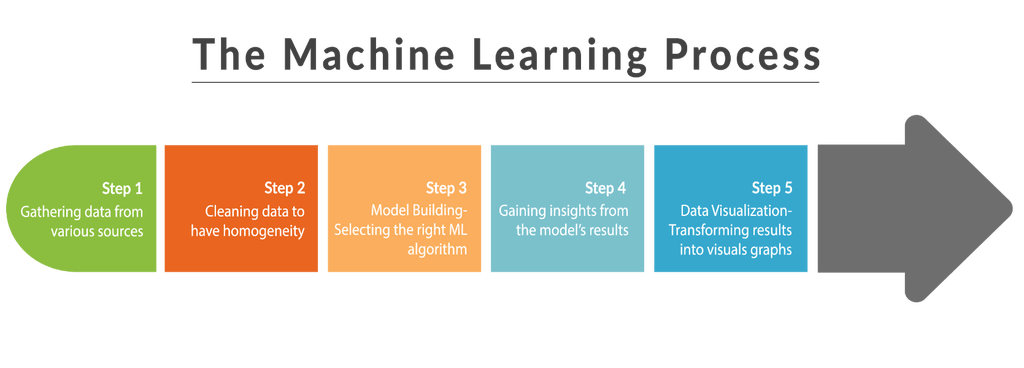 The Machine Learning Process
Step 1
Gathering data from
various sources
Step 2
Cleaning data to
have homogeneity
Step 3
Model Building-
Selecting the right ML
algorithm
Step 4
Gaining insights from
the model's results
Step 5
Data Visualization-
Transforming results
into visuals graphs